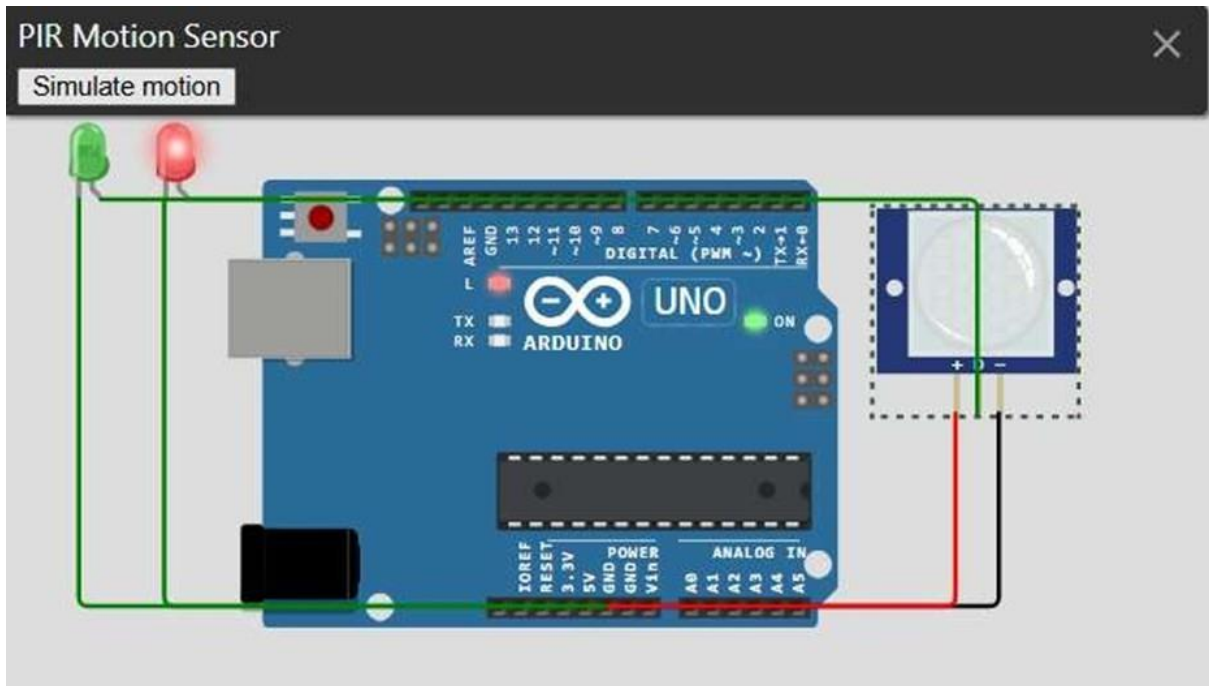 PIR Motion Sensor
Simulate motion
AREF
GND
13
12
~11
~10
~9
8
7
~6
~5
4
~3
2
TX→1
RX←0
DIGITAL (PWM ~)
L
TX
RX
UNO
ON
ARDUINO
+ D -
IOREF
RESET
3.3V
5V
GND
GND
Vin
POWER
ANALOG IN
A0
A1
A2
A3
A4
A5